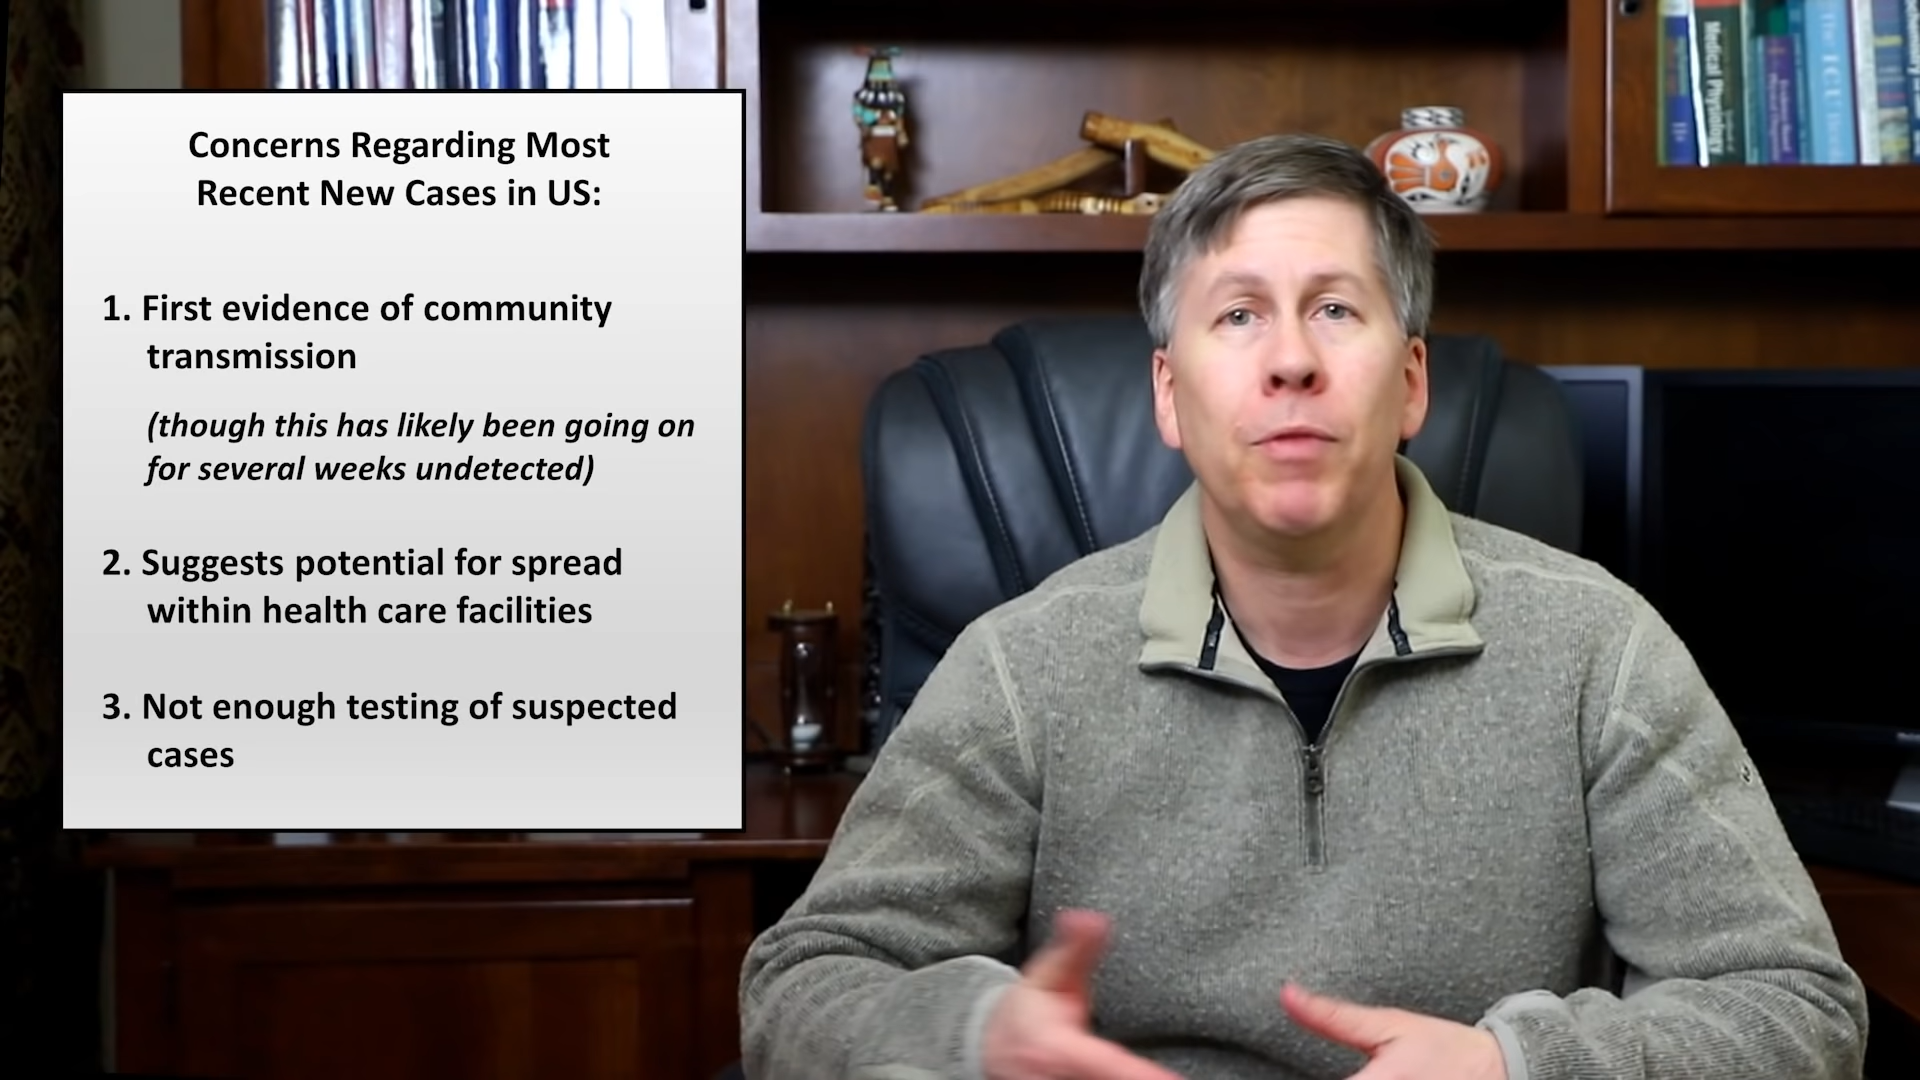 Concerns Regarding Most
Recent New Cases in US:
1. First evidence of community
transmission
(though this has likely been going on
for several weeks undetected)
2. Suggests potential for spread
within health care facilities
3. Not enough testing of suspected
cases
Medical Physiology